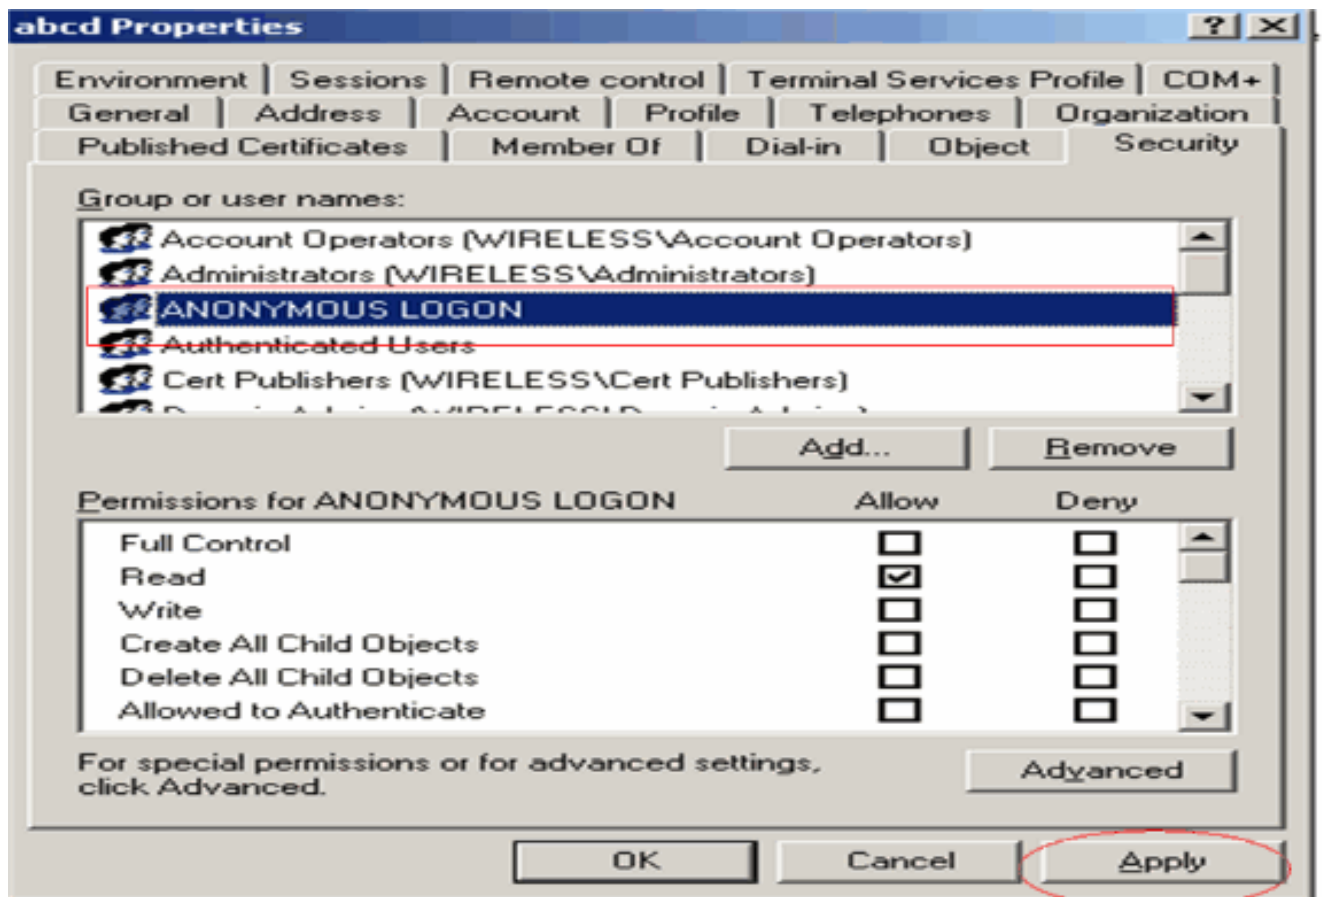 abcd Properties
Environment Sessions Remote control Terminal Services Profile COM+
General Address Account Profile Telephones Organization
Published Certificates Member Of Dial-in Object Security
Group or user names:
Account Operators (WIRELESS\Account Operators)
Administrators (WIRELESS\Administrators)
ANONYMOUS LOGON
Authenticated Users
Cert Publishers (WIRELESS\Cert Publishers)
Add... Remove
Permissions for ANONYMOUS LOGON Allow Deny
Full Control
Read
Write
Create All Child Objects
Delete All Child Objects
Allowed to Authenticate
For special permissions or for advanced settings,
click Advanced.
Advanced
OK Cancel Apply